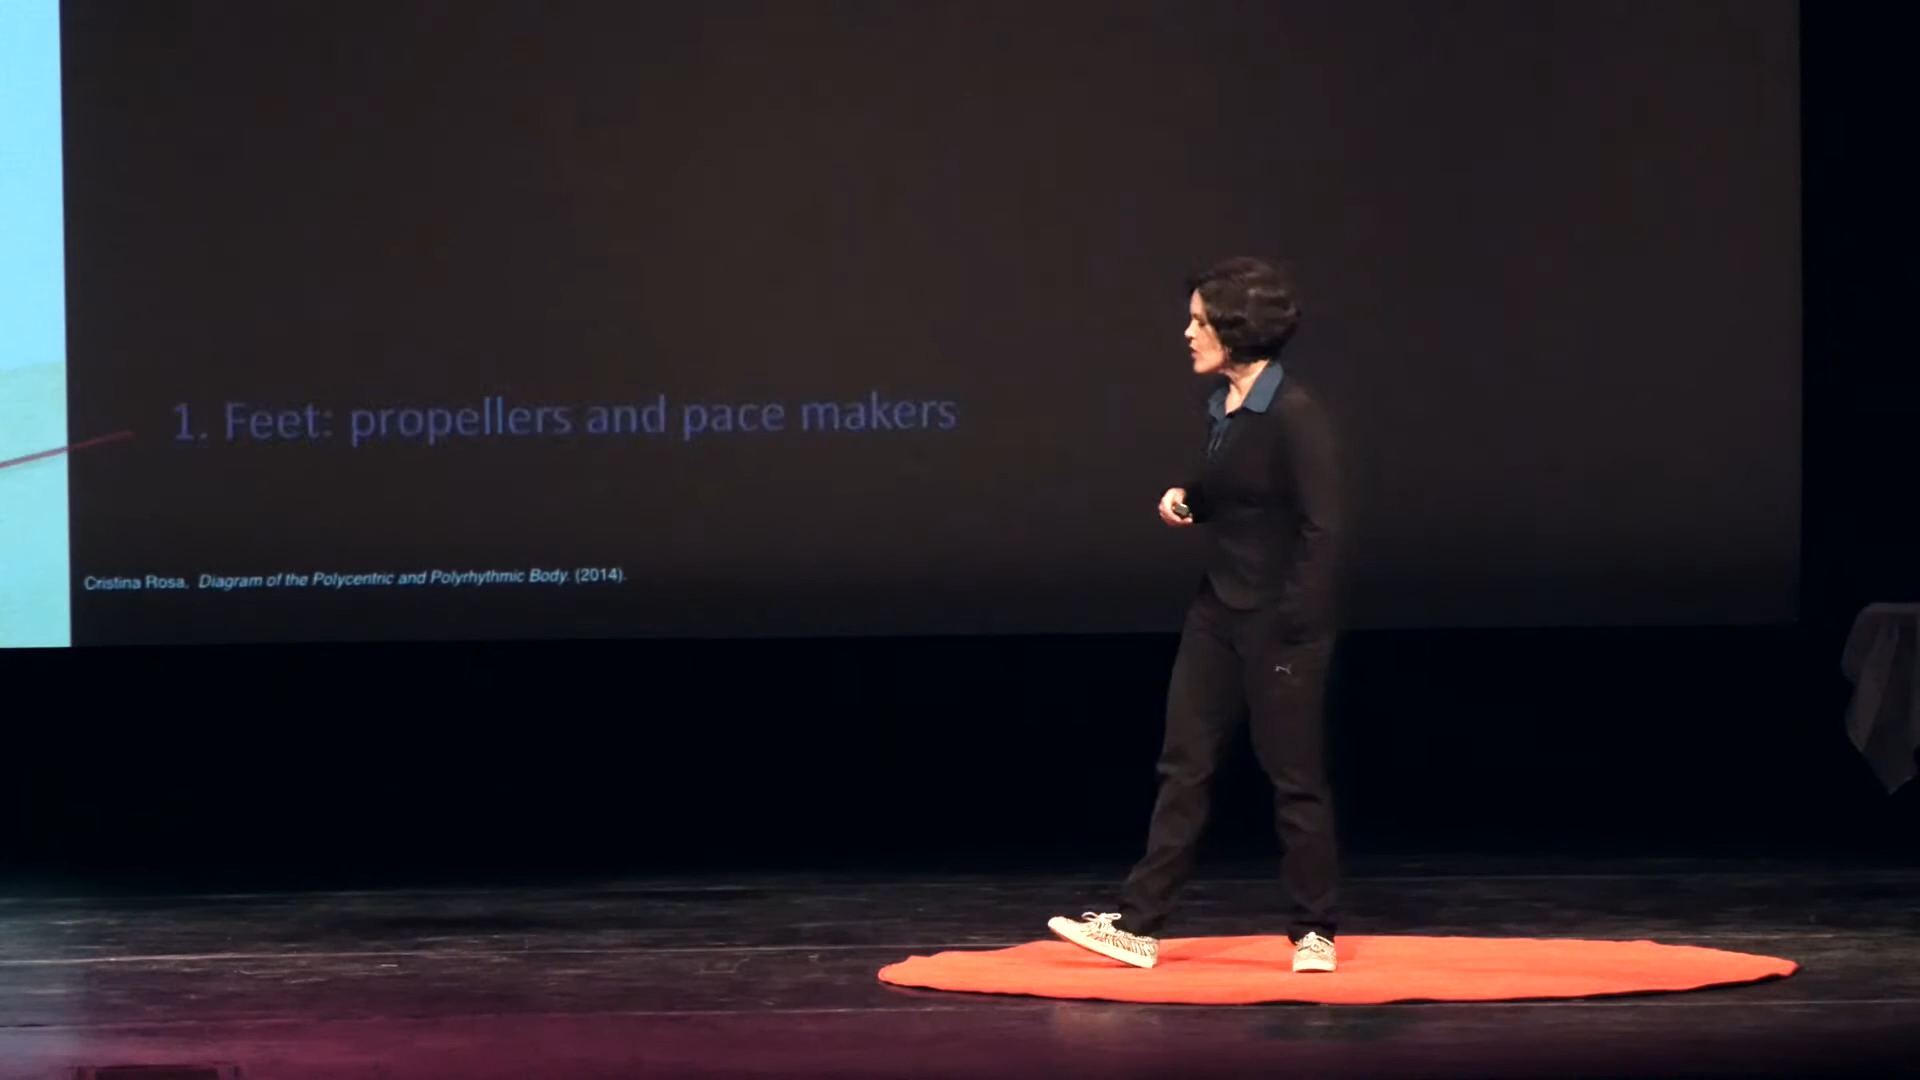 1. Feet: propellers and pace makers
Cristina Rosa. Diagram of the Polycentric and Polyrhythmic Body. (2014).